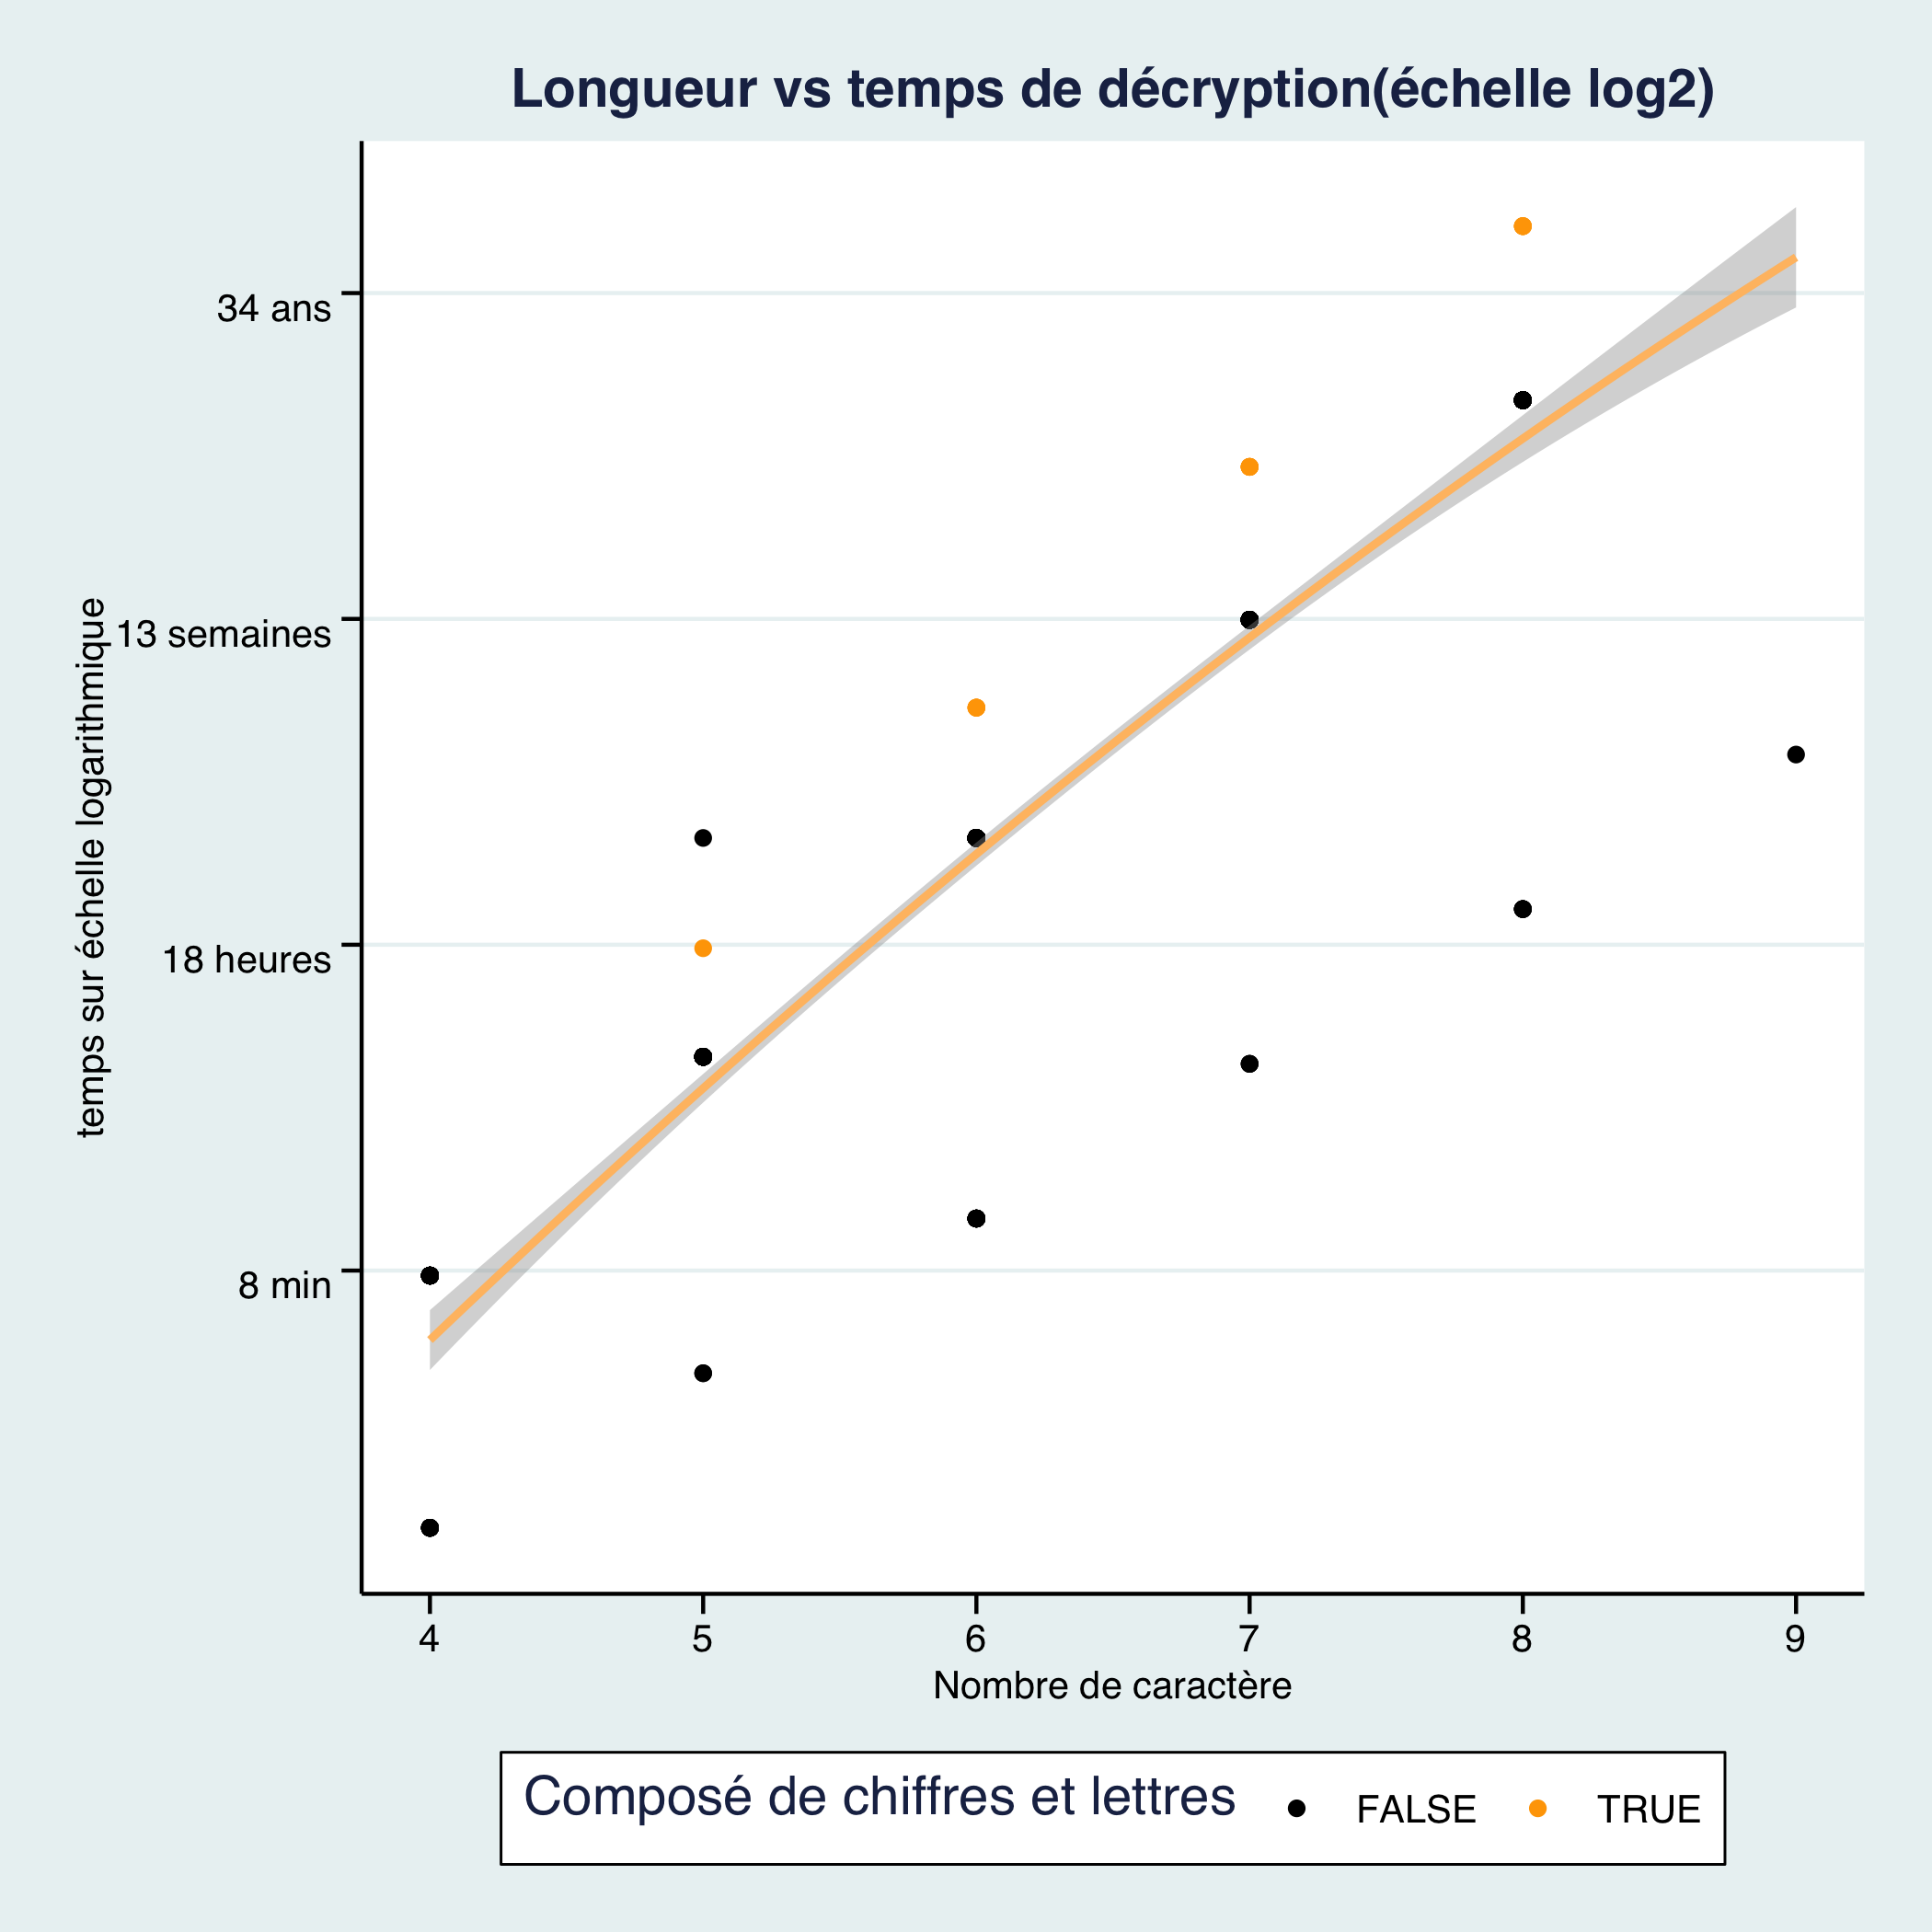 Longueur vs temps de décryption(échelle log2)
temps sur échelle logarithmique
34 ans
13 semaines
18 heures
8 min
4 5 6 7 8 9
Nombre de caractère
Composé de chiffres et lettres FALSE TRUE